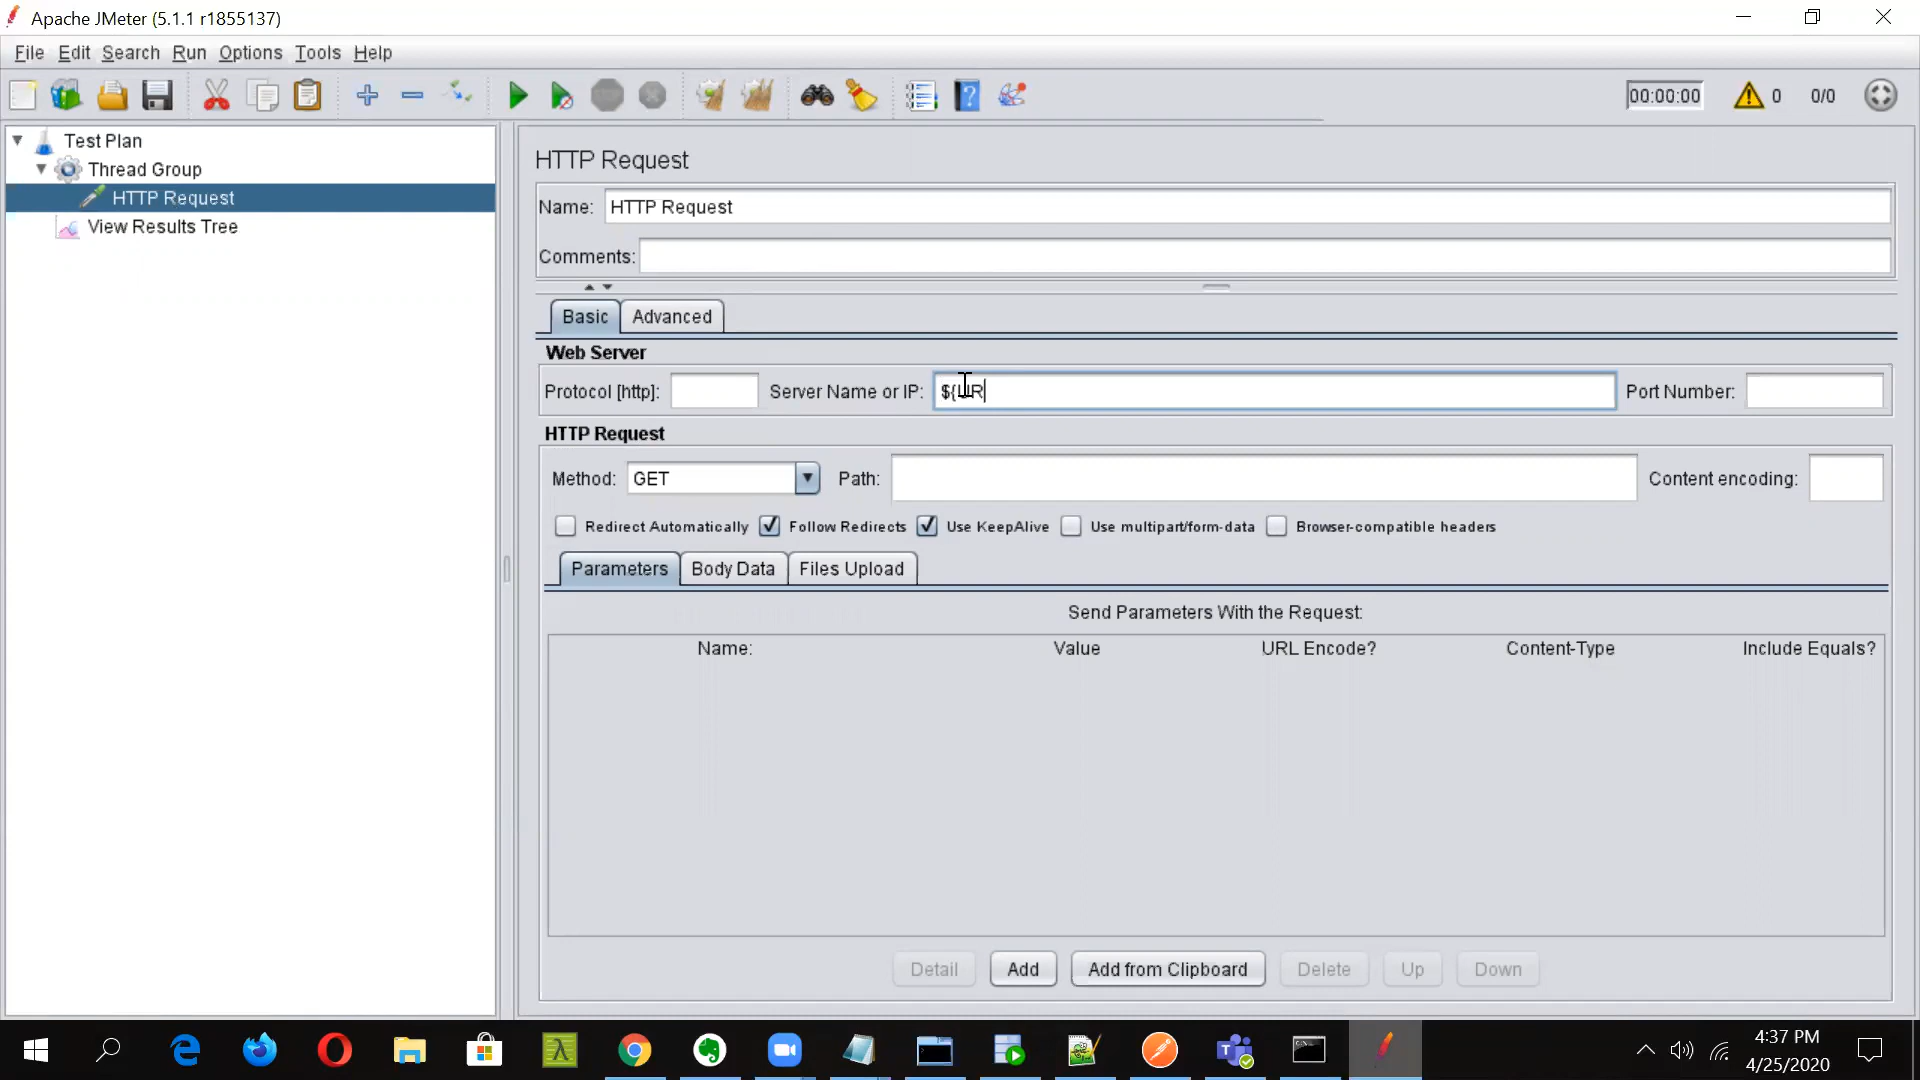 Apache JMeter (5.1.1 r1855137)
File Edit Search Run Options Tools Help
00:00:00 0 0/0
Test Plan
Thread Group
HTTP Request
View Results Tree
HTTP Request
Name: HTTP Request
Comments:
Basic Advanced
Web Server
Protocol [http]: Server Name or IP: ${UR Port Number:
HTTP Request
Method: GET Path: Content encoding:
Redirect Automatically Follow Redirects Use KeepAlive Use multipart/form-data Browser-compatible headers
Parameters Body Data Files Upload
Send Parameters With the Request:
Name: Value URL Encode? Content-Type Include Equals?
Detail Add Add from Clipboard Delete Up Down
4:37 PM
4/25/2020